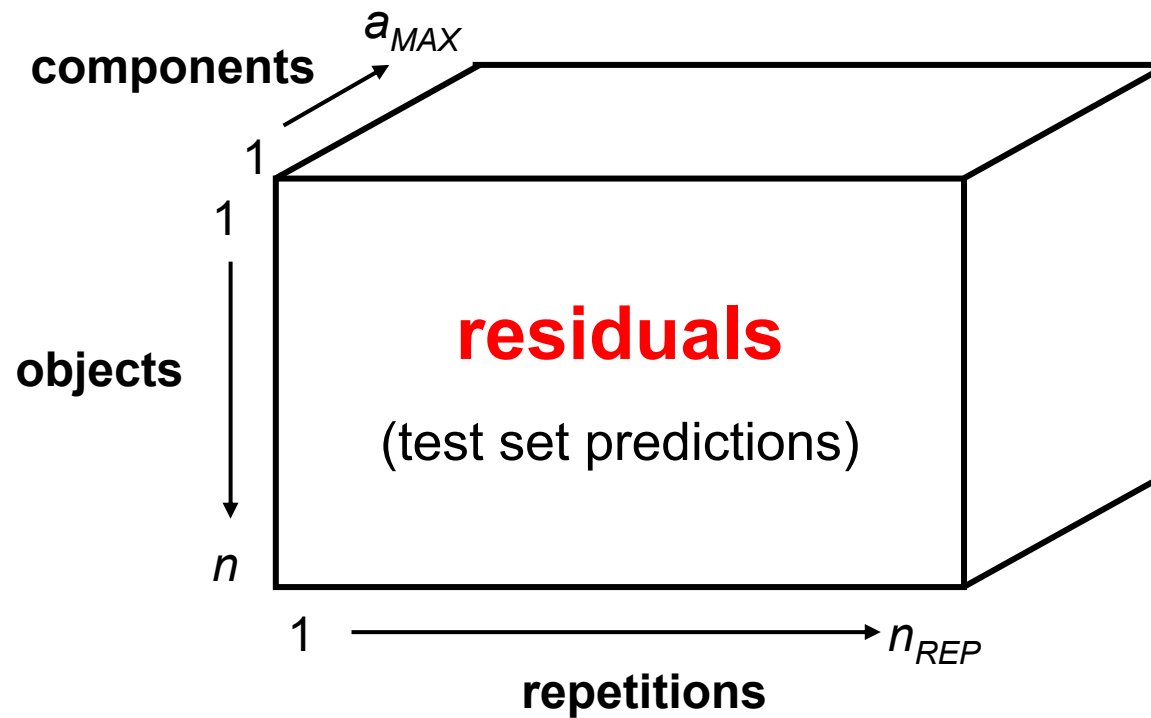 a_MAX
components
1
1
residuals
objects
(test set predictions)
n
1
n_REP
repetitions